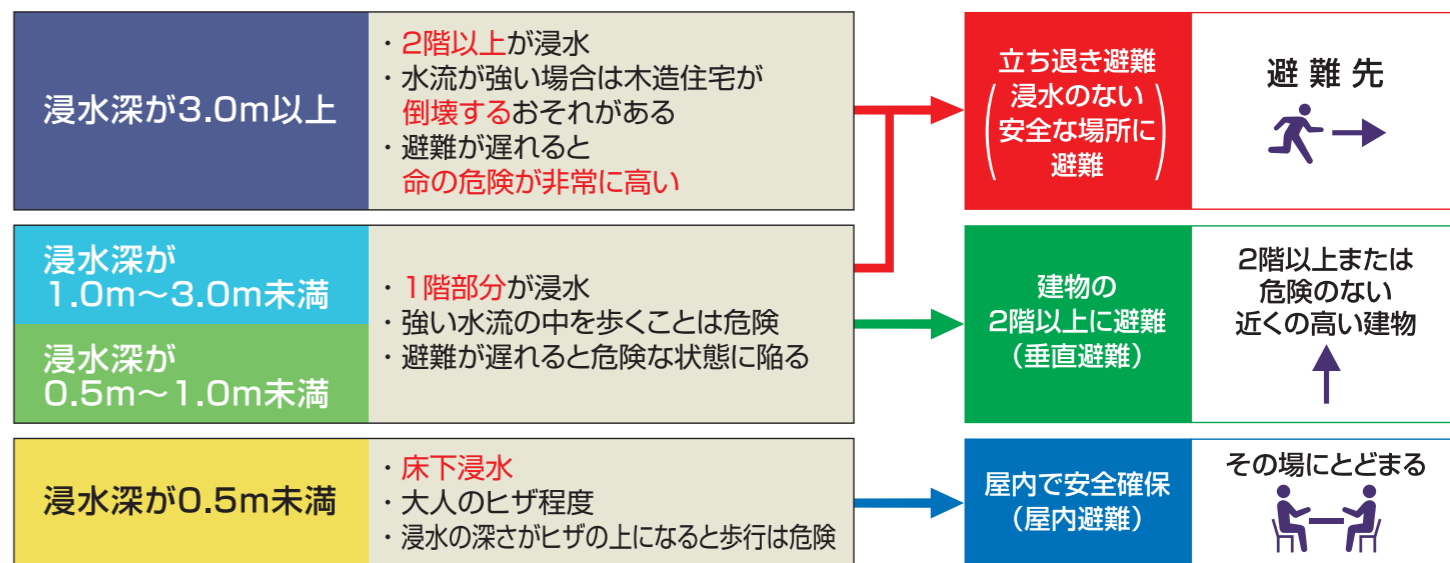 浸水深が3.0m以上
・2階以上が浸水
・水流が強い場合は木造住宅が
倒壊するおそれがある
・避難が遅れると
命の危険が非常に高い
立ち退き避難
(浸水のない
安全な場所に
避難)
避難先
浸水深が
1.0m〜3.0m未満
浸水深が
0.5m〜1.0m未満
・1階部分が浸水
・強い水流の中を歩くことは危険
・避難が遅れると危険な状態に陥る
建物の
2階以上に避難
(垂直避難)
2階以上または
危険のない
近くの高い建物
浸水深が0.5m未満
・床下浸水
・大人のヒザ程度
・浸水の深さがヒザの上になると歩行は危険
屋内で安全確保
(屋内避難)
その場にとどまる